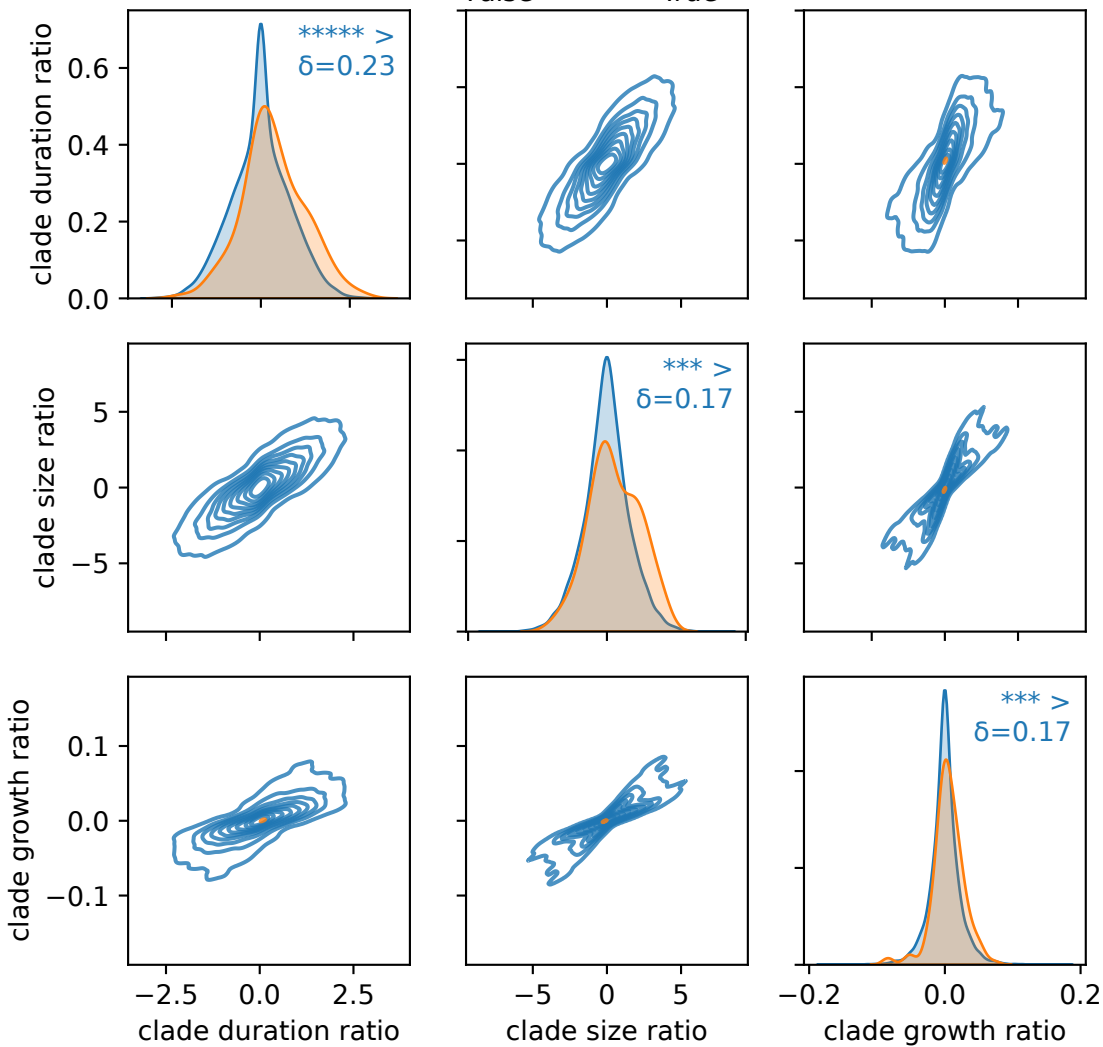 ***** >
δ=0.23
clade duration ratio
0.6
0.4
0.2
0.0
*** >
δ=0.17
clade size ratio
5
0
−5
*** >
δ=0.17
clade growth ratio
0.1
0.0
−0.1
−2.5 0.0 2.5
−5 0 5
−0.2 0.0 0.2
clade duration ratio
clade size ratio
clade growth ratio